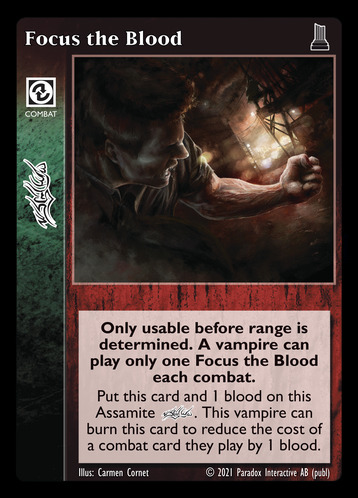 Focus the Blood
COMBAT
Only usable before range is
determined. A vampire can
play only one Focus the Blood
each combat.
Put this card and 1 blood on this
Assamite . This vampire can
burn this card to reduce the cost of
a combat card they play by 1 blood.
Illus: Carmen Cornet © 2021 Paradox Interactive AB (publ)